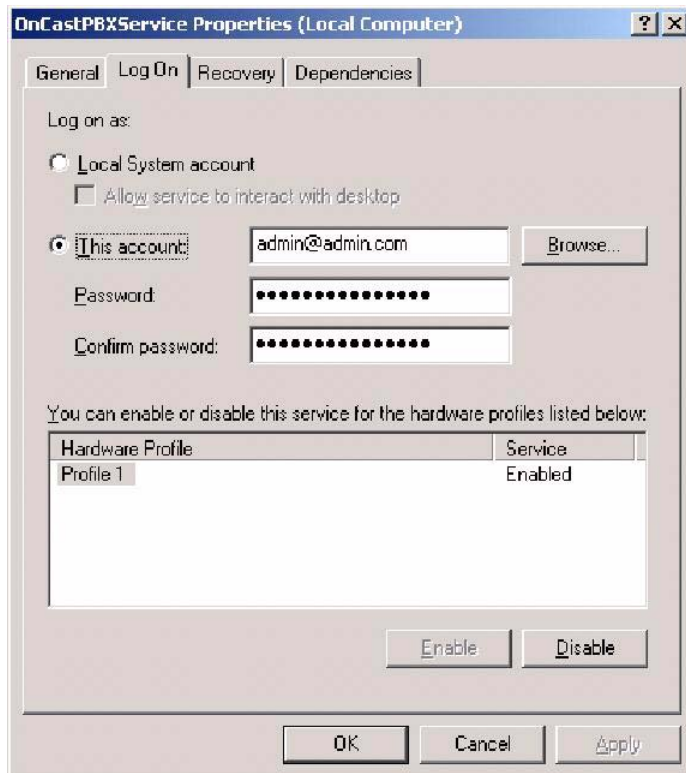 OnCastPBXService Properties (Local Computer) ? X
General Log On Recovery Dependencies
Log on as:
Local System account
Allow service to interact with desktop
This account: admin@admin.com Browse...
Password: •••••••••••••••
Confirm password: •••••••••••••••
You can enable or disable this service for the hardware profiles listed below:
Hardware Profile Service
Profile 1 Enabled
Enable Disable
OK Cancel Apply